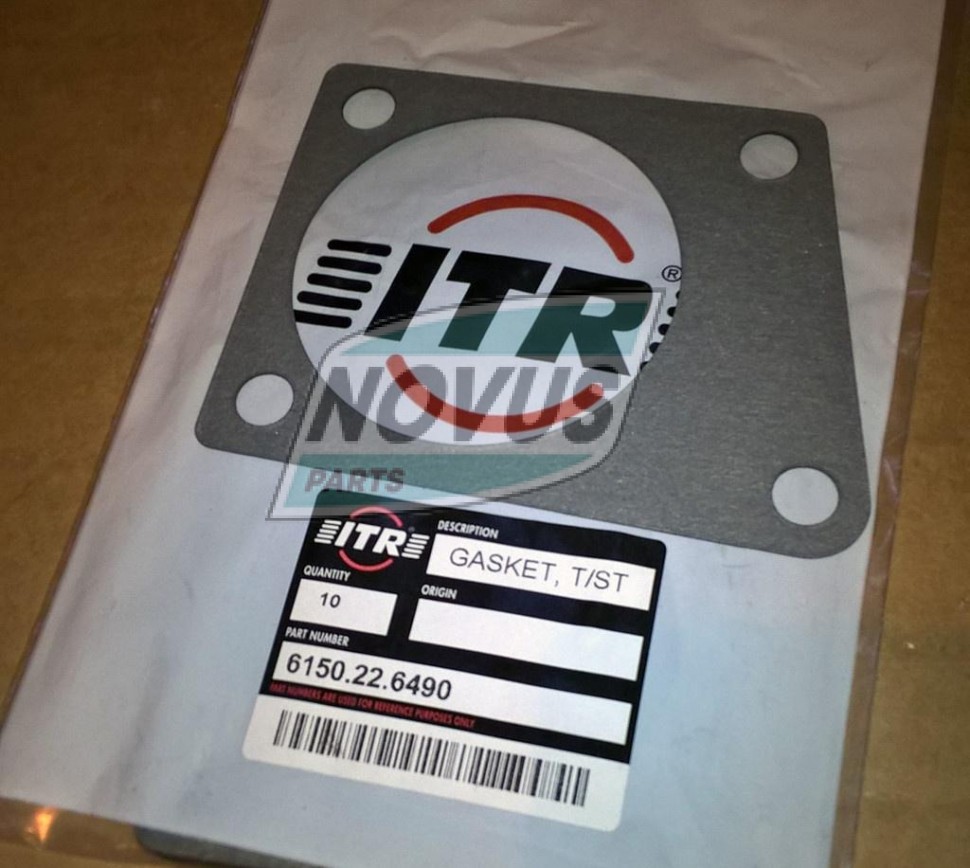 ITR®
NOVUS
PARTS
ITR
DESCRIPTION
GASKET, T/ST
QUANTITY
10
ORIGIN
PART NUMBER
6150.22.6490
PART NUMBERS ARE USED FOR REFERENCE PURPOSES ONLY